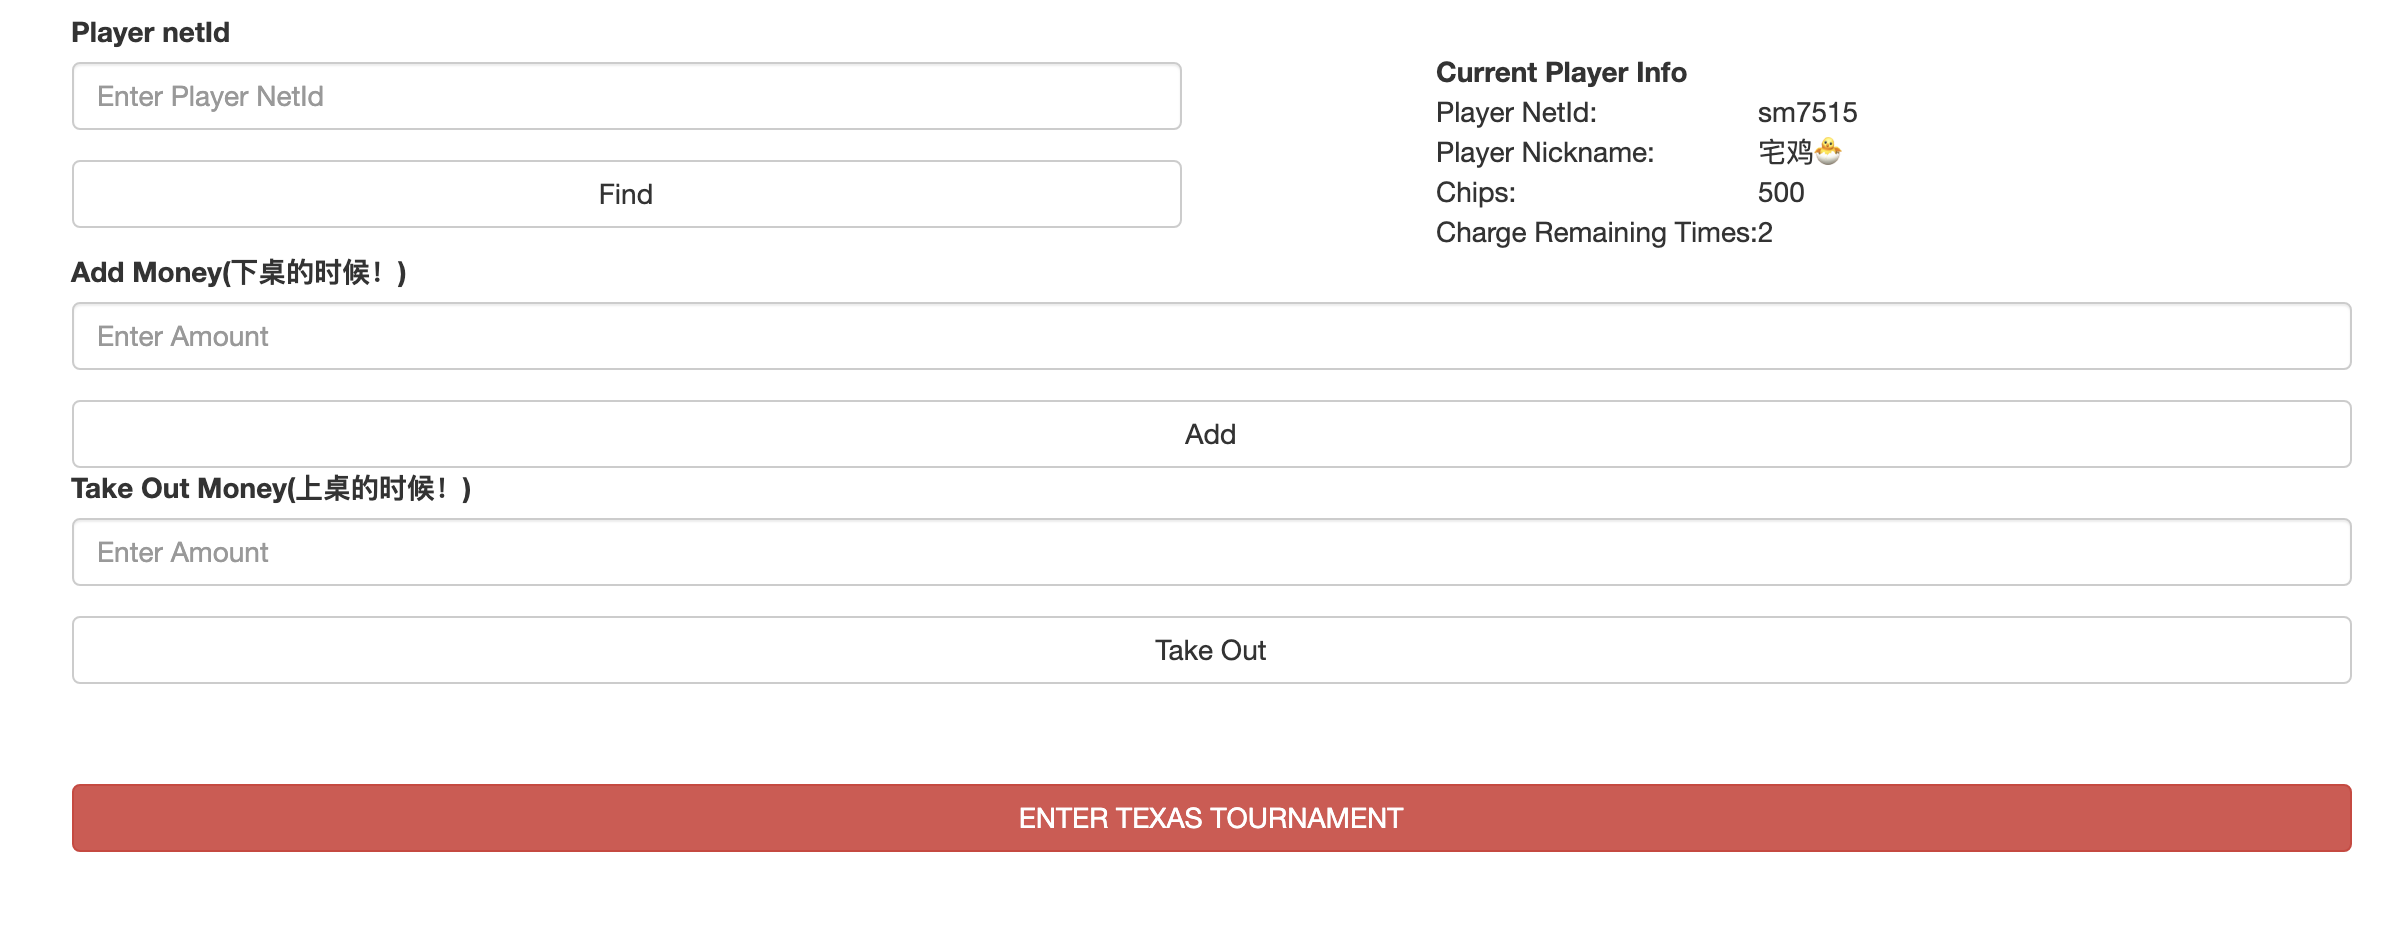 Player netId
Enter Player NetId
Find
Current Player Info
Player NetId: sm7515
Player Nickname: 宅鸡🐣
Chips: 500
Charge Remaining Times:2
Add Money(下桌的时候！)
Enter Amount
Add
Take Out Money(上桌的时候！)
Enter Amount
Take Out
ENTER TEXAS TOURNAMENT